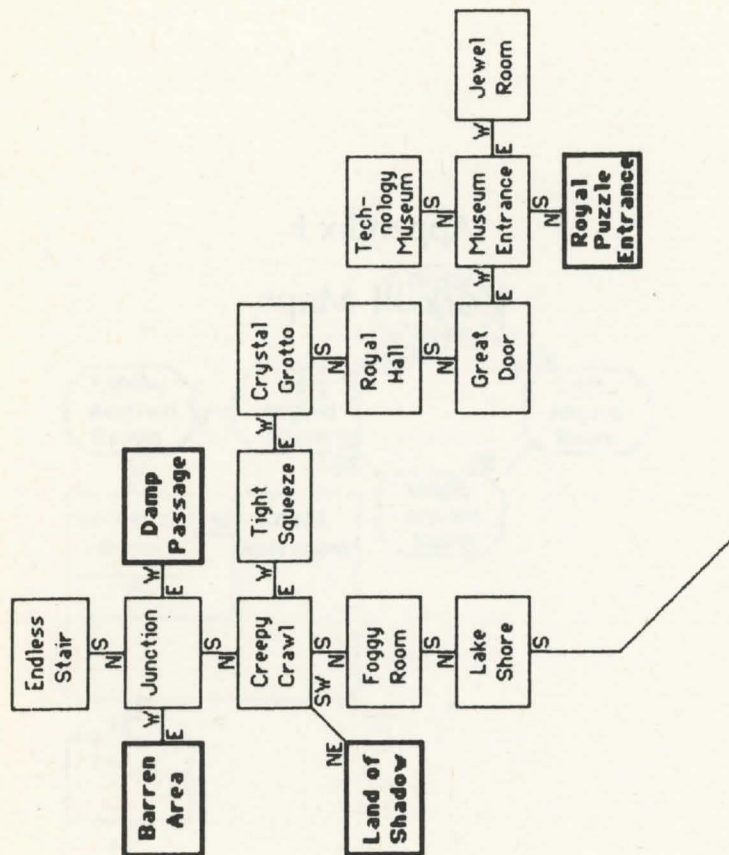 Endless
Stair
S
N
Barren
Area
E
W
Junction
E
W
Damp
Passage
S
N
Creepy
Crawl
E
W
Tight
Squeeze
E
W
Crystal
Grotto
SW
S
NE
N
S
N
Land of
Shadow
Foggy
Room
Royal
Hall
Tech-
nology
Museum
S
N
S
N
S
N
Lake
Shore
Great
Door
E
W
Museum
Entrance
E
W
Jewel
Room
S
S
N
Royal
Puzzle
Entrance